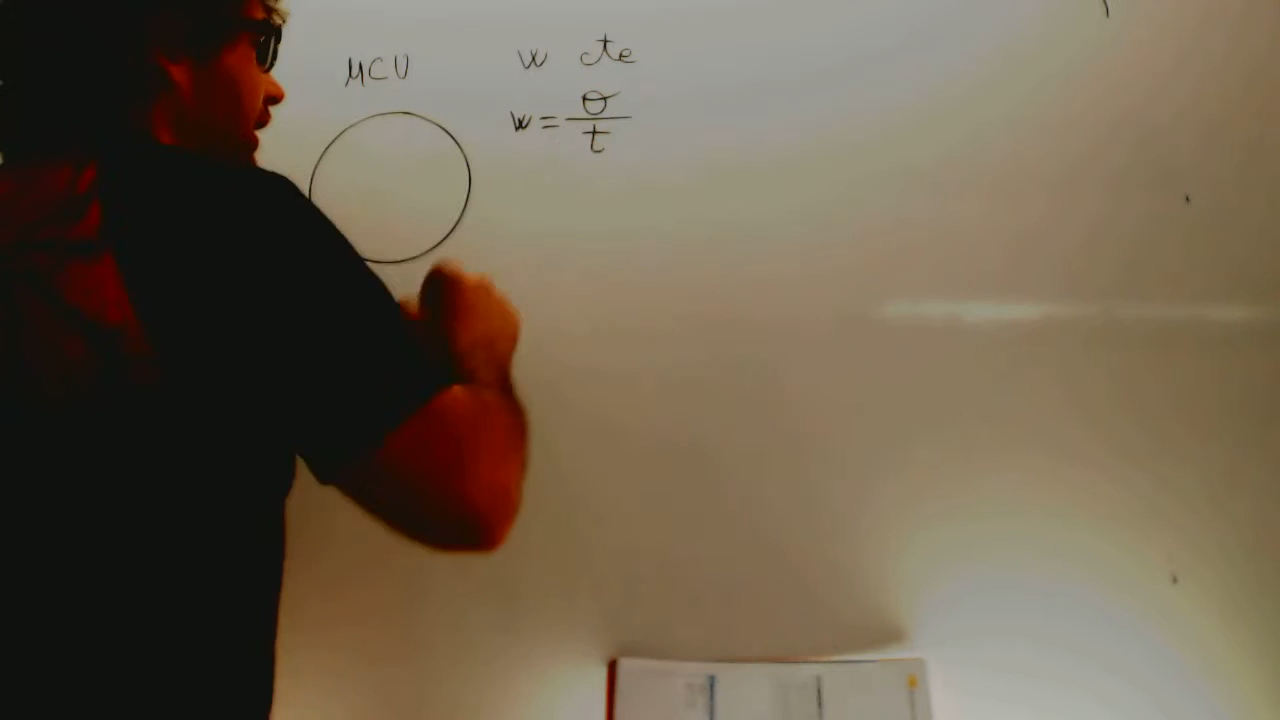 MCU
w cte
w = θ/t